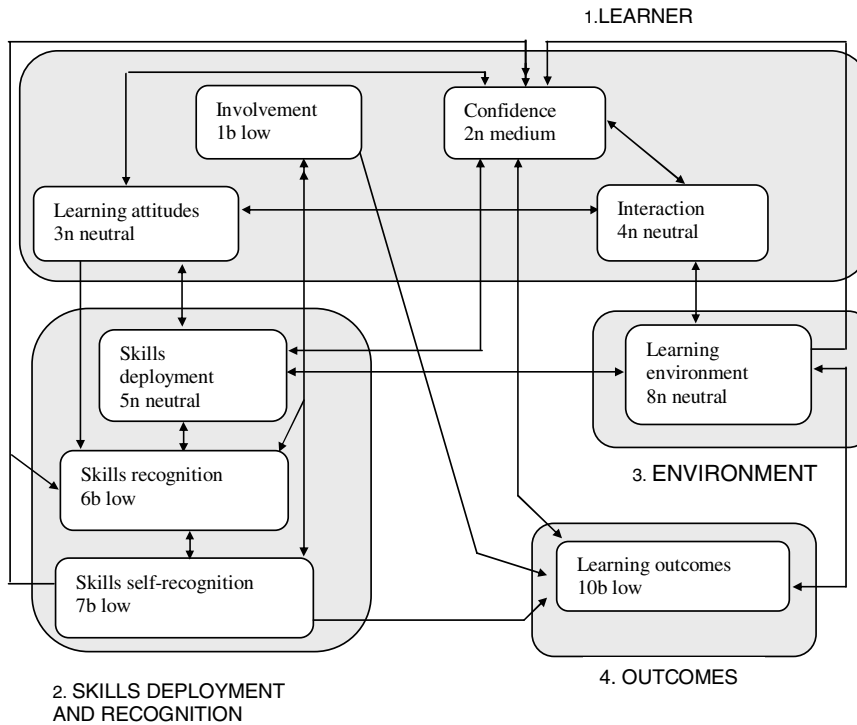 1.LEARNER
Involvement
1b low
Confidence
2n medium
Learning attitudes
3n neutral
Interaction
4n neutral
Skills
deployment
5n neutral
Learning
environment
8n neutral
Skills recognition
6b low
3. ENVIRONMENT
Skills self-recognition
7b low
Learning outcomes
10b low
2. SKILLS DEPLOYMENT
AND RECOGNITION
4. OUTCOMES